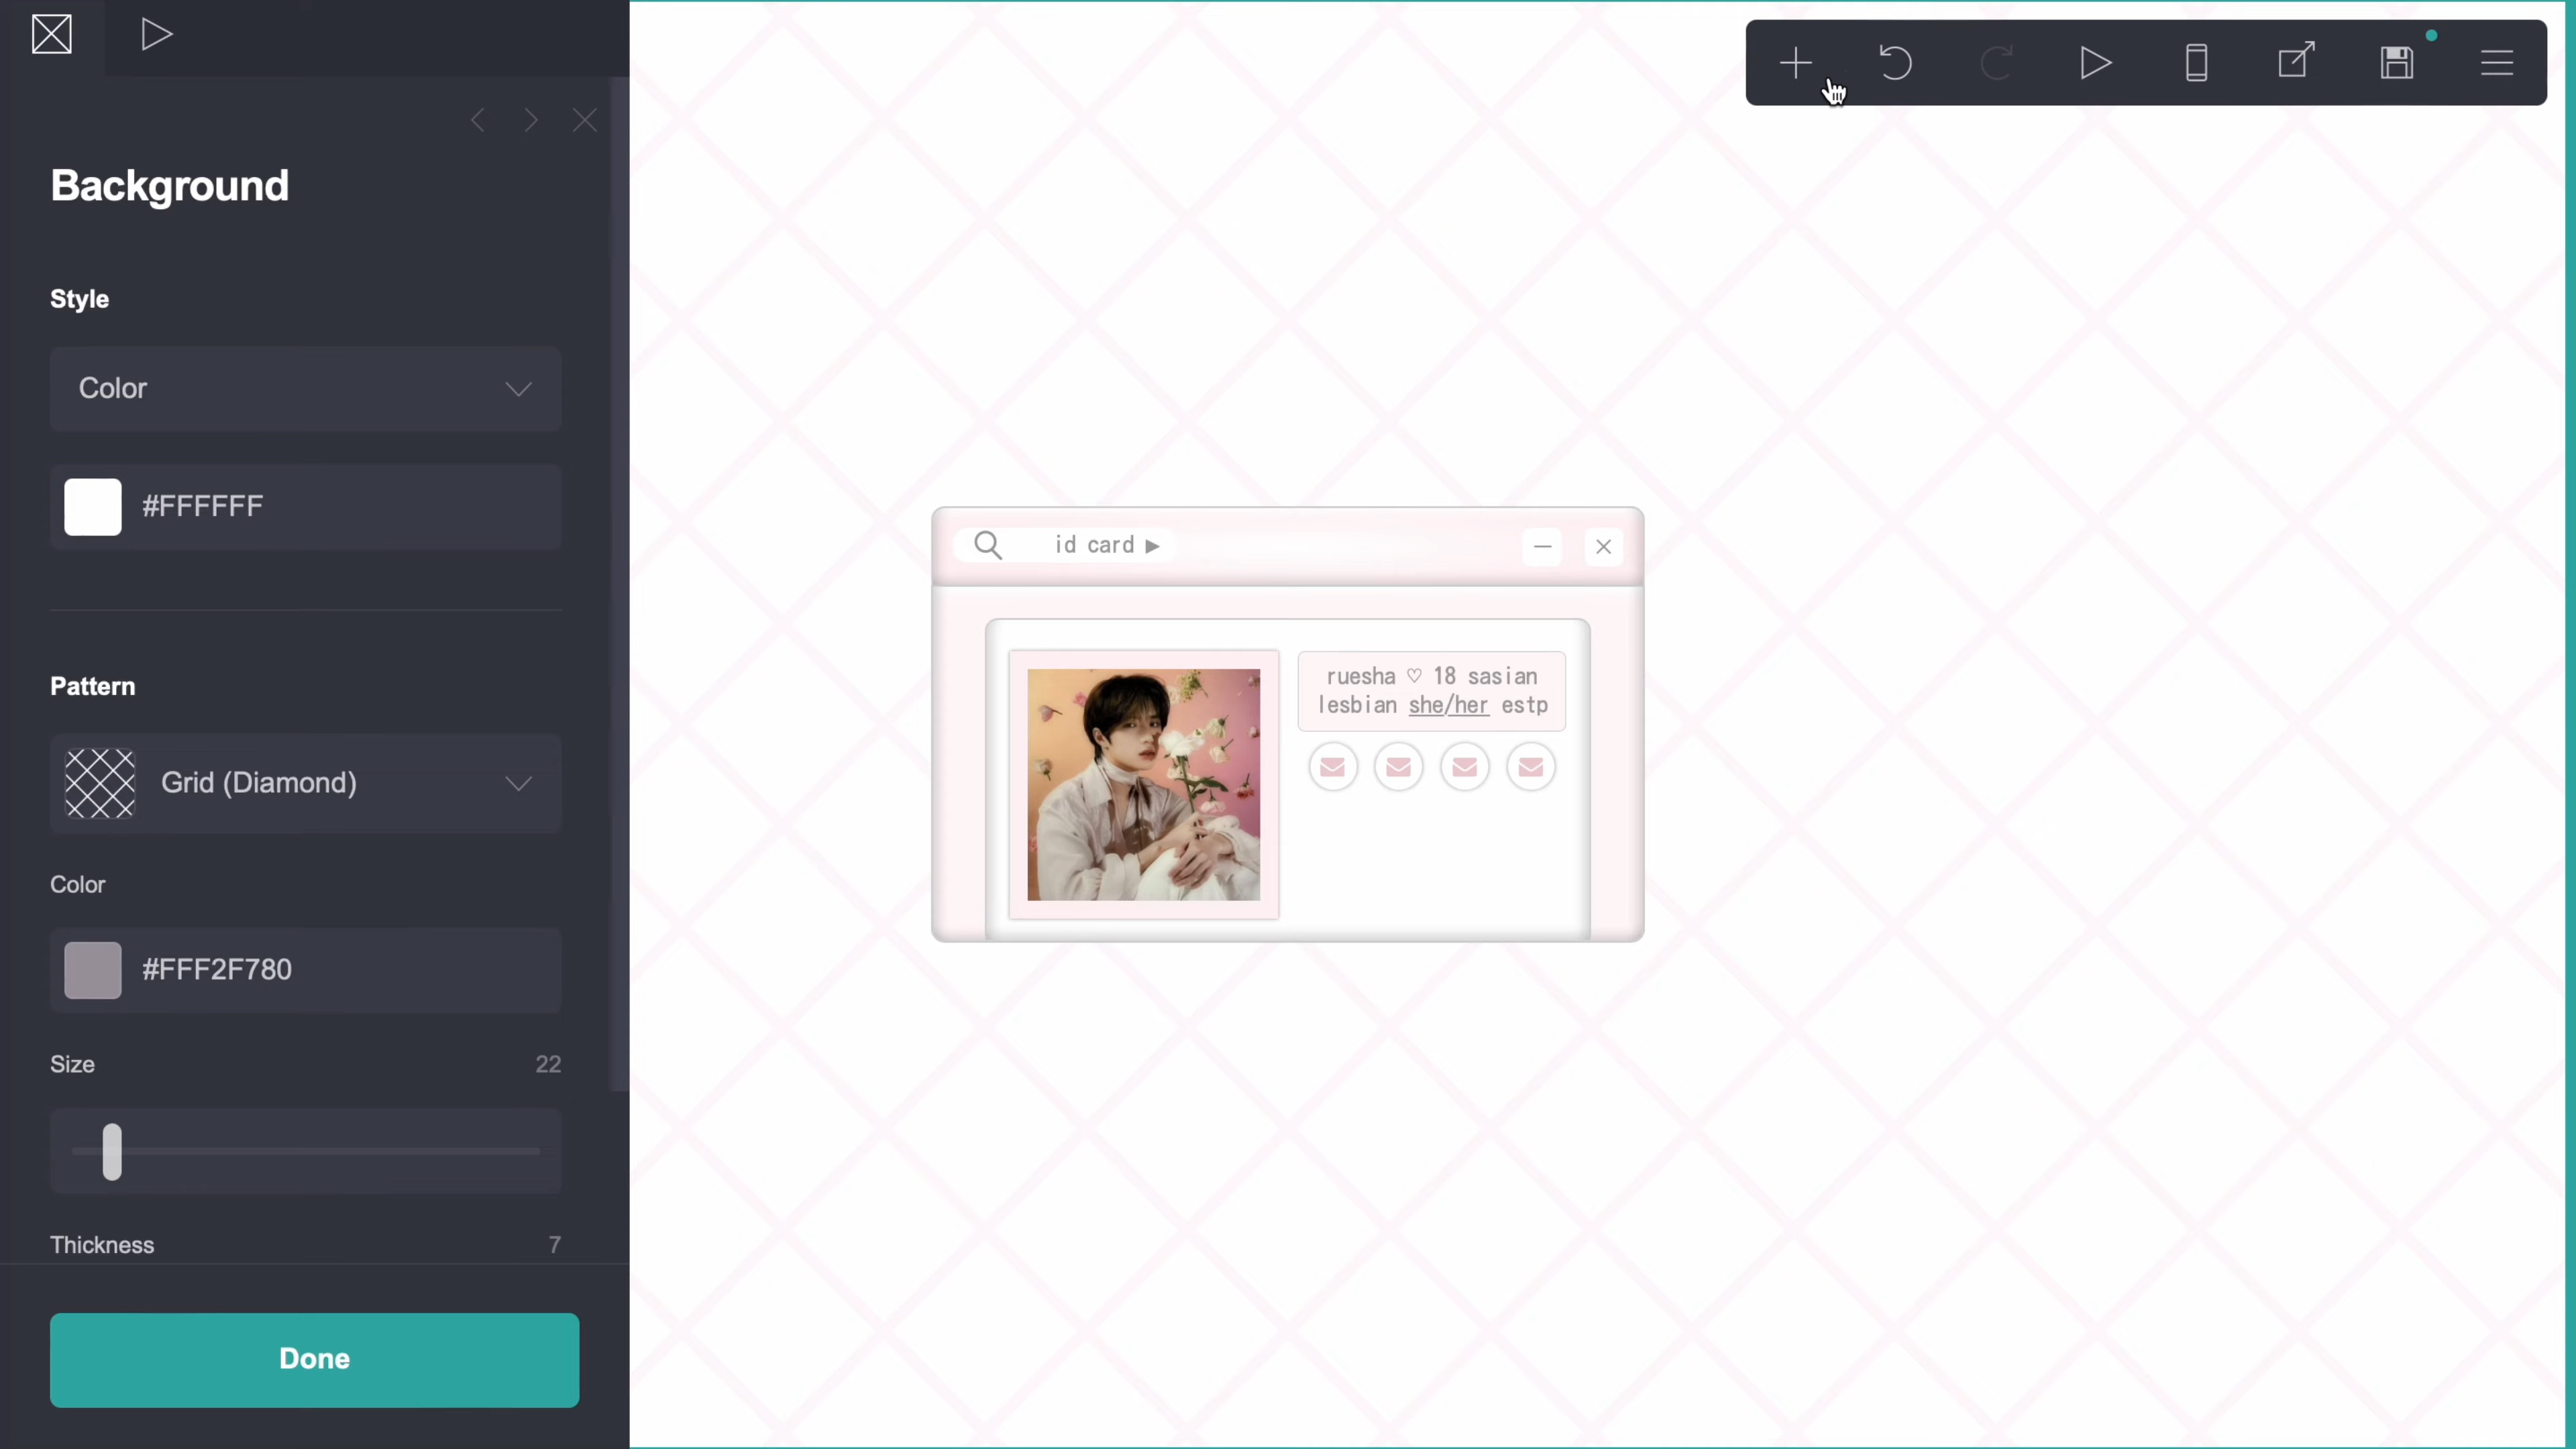 Background
Style
Color
#FFFFFF
Pattern
Grid (Diamond)
Color
#FFF2F780
Size 22
Thickness 7
Done
id card ▶
ruesha ♡ 18 sasian
lesbian she/her estp